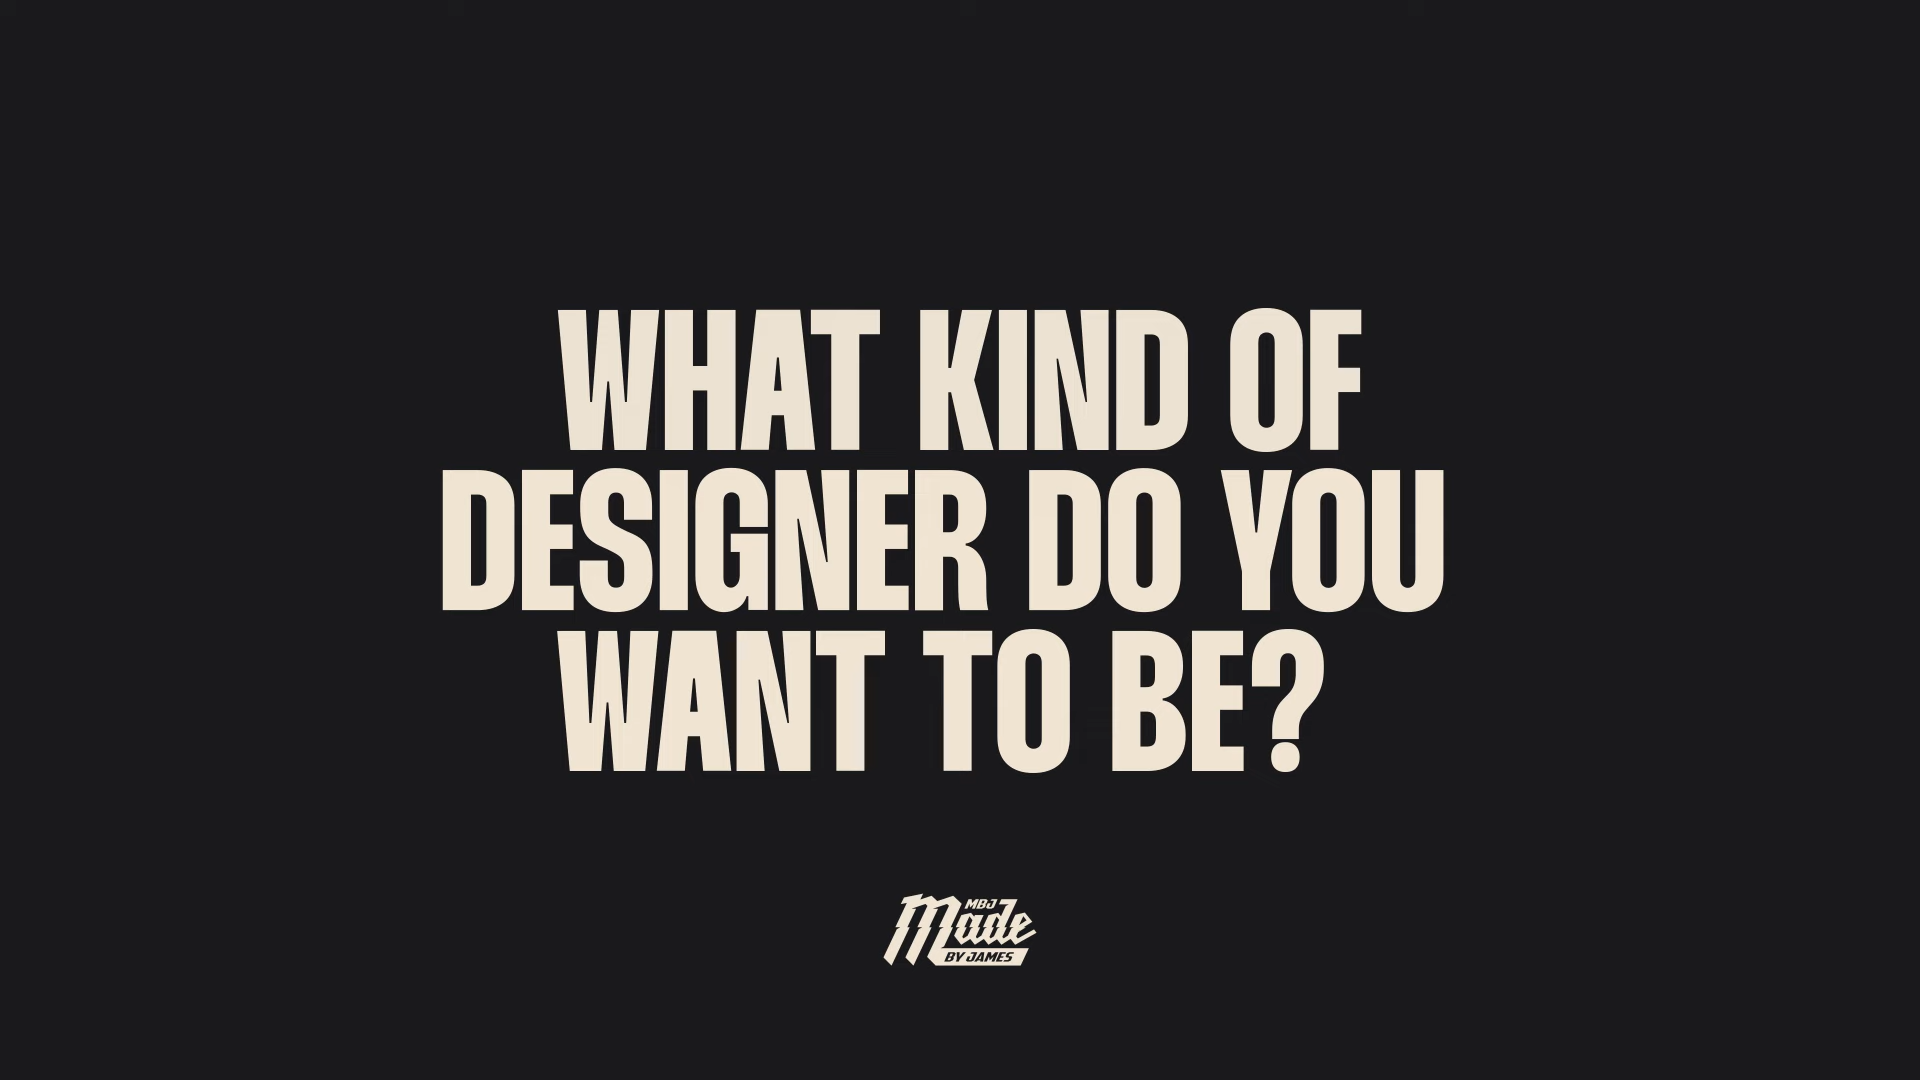 WHAT KIND OF
DESIGNER DO YOU
WANT TO BE?
MBJ
Made
BY JAMES